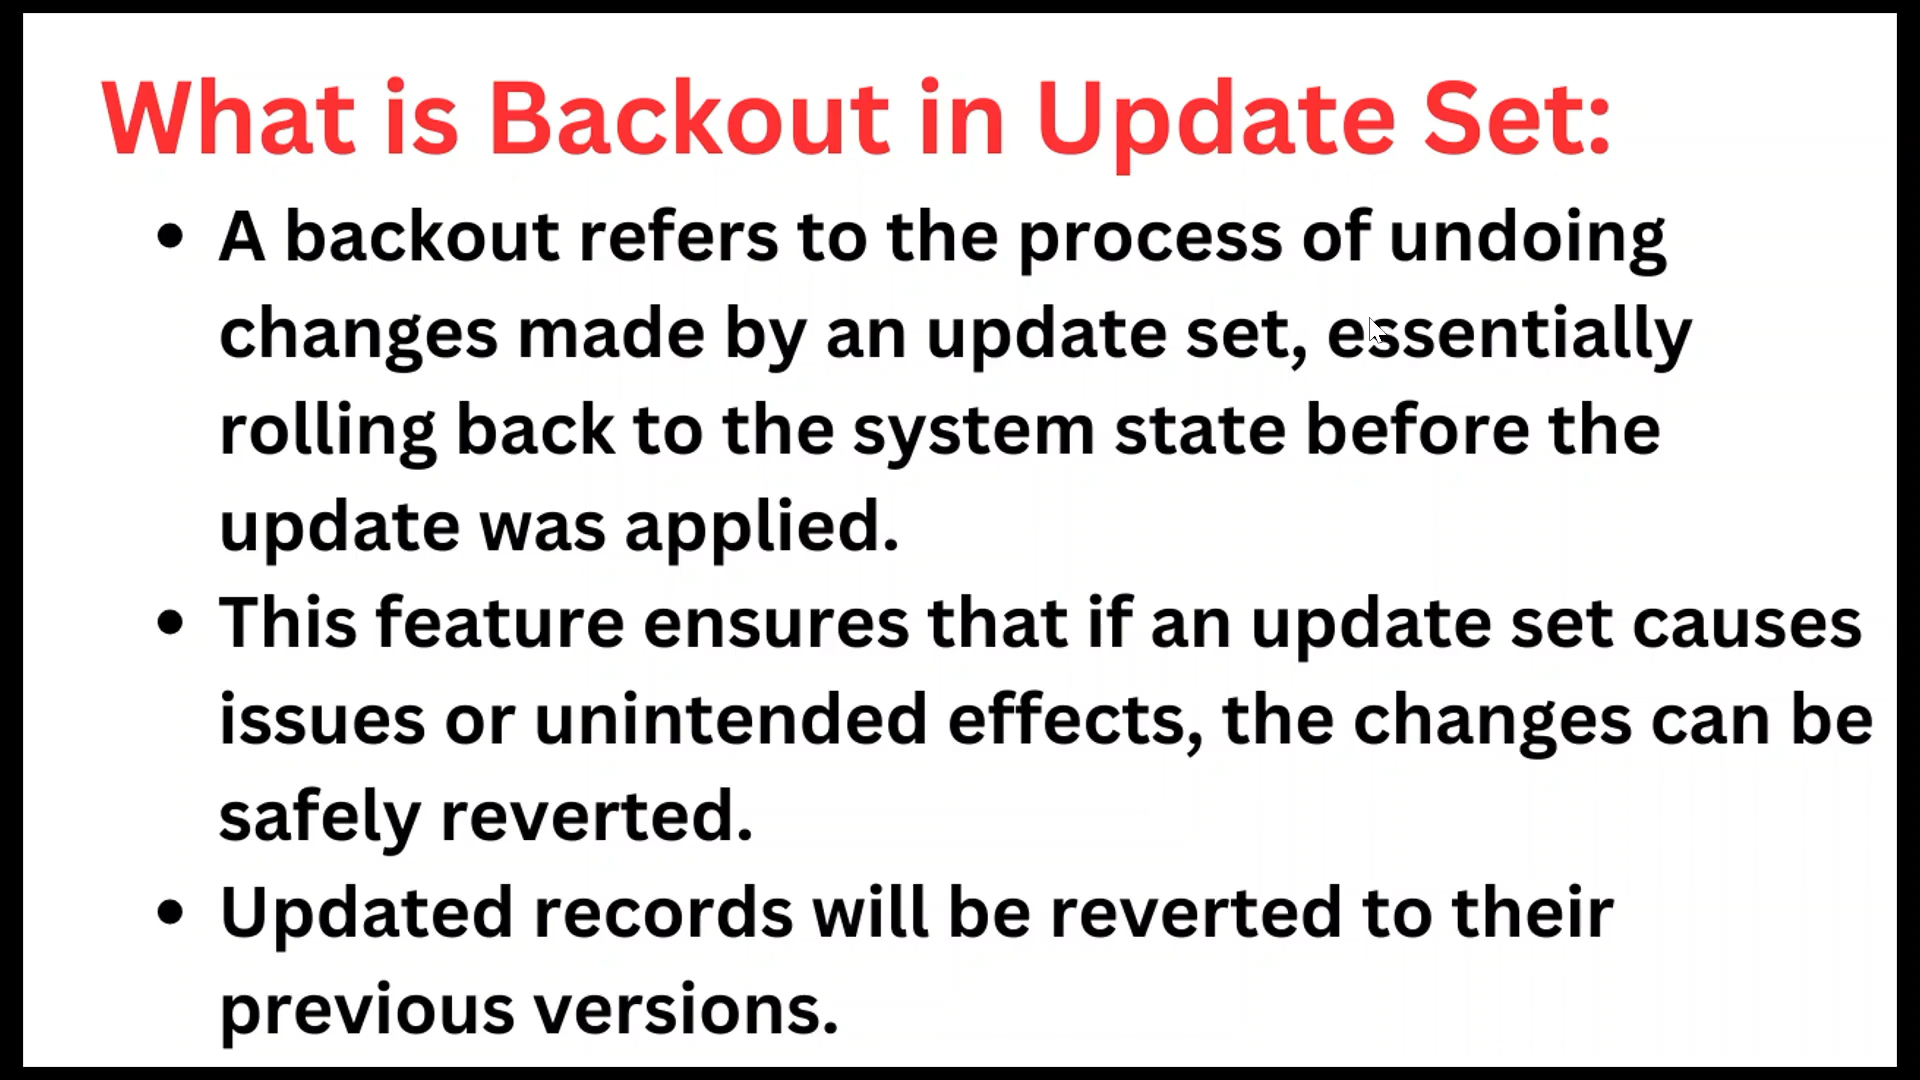 What is Backout in Update Set:
• A backout refers to the process of undoing
changes made by an update set, essentially
rolling back to the system state before the
update was applied.
• This feature ensures that if an update set causes
issues or unintended effects, the changes can be
safely reverted.
• Updated records will be reverted to their
previous versions.